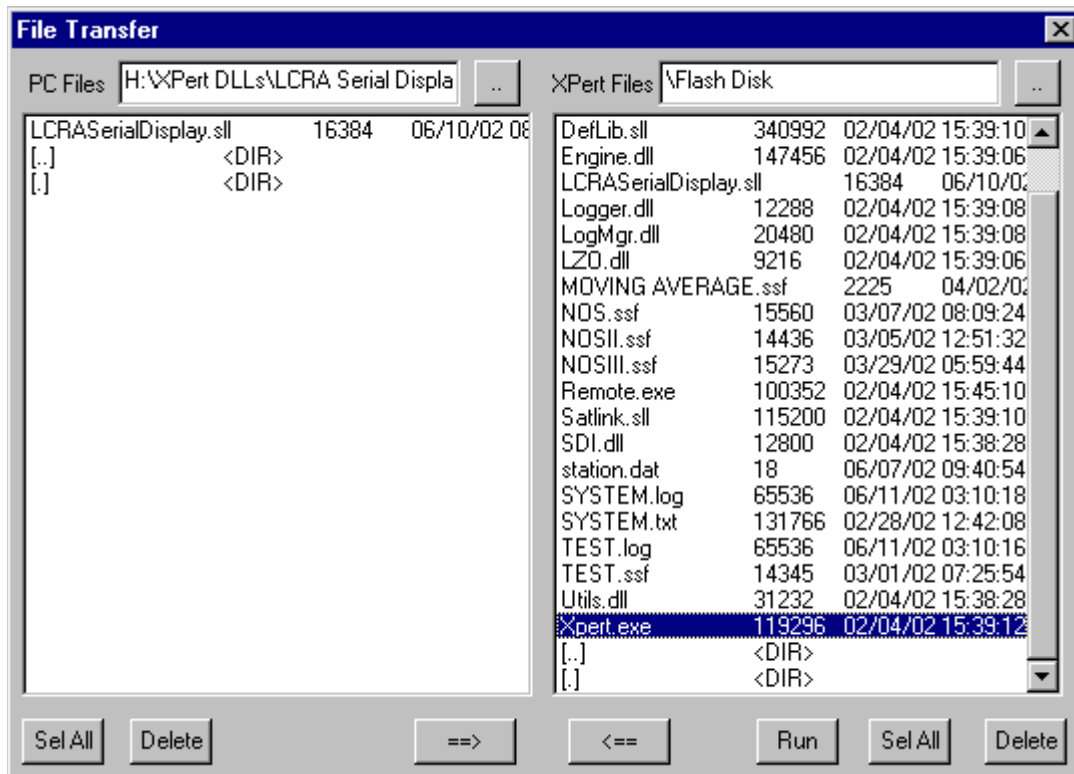 File Transfer
PC Files H:\XPert DLLs\LCRA Serial Displa ..
XPert Files \Flash Disk ..
LCRASerialDisplay.sll 16384 06/10/02 08
[..] <DIR>
[.] <DIR>
DefLib.sll 340992 02/04/02 15:39:10
Engine.dll 147456 02/04/02 15:39:06
LCRASerialDisplay.sll 16384 06/10/02
Logger.dll 12288 02/04/02 15:39:08
LogMgr.dll 20480 02/04/02 15:39:08
LZO.dll 9216 02/04/02 15:39:06
MOVING AVERAGE.ssf 2225 04/02/02
NOS.ssf 15560 03/07/02 08:09:24
NOSII.ssf 14436 03/05/02 12:51:32
NOSIII.ssf 15273 03/29/02 05:59:44
Remote.exe 100352 02/04/02 15:45:10
Satlink.sll 115200 02/04/02 15:39:10
SDI.dll 12800 02/04/02 15:38:28
station.dat 18 06/07/02 09:40:54
SYSTEM.log 65536 06/11/02 03:10:18
SYSTEM.txt 131766 02/28/02 12:42:08
TEST.log 65536 06/11/02 03:10:16
TEST.ssf 14345 03/01/02 07:25:54
Utils.dll 31232 02/04/02 15:38:28
Xpert.exe 119296 02/04/02 15:39:12
[..] <DIR>
[.] <DIR>
Sel All Delete ==> <== Run Sel All Delete